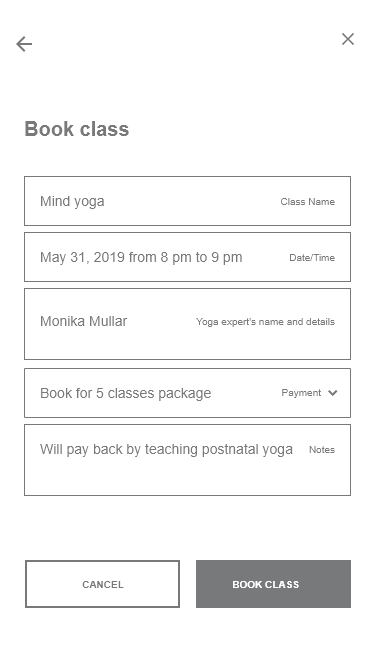 Book class
Mind yoga Class Name
May 31, 2019 from 8 pm to 9 pm Date/Time
Monika Mullar Yoga expert's name and details
Book for 5 classes package Payment
Will pay back by teaching postnatal yoga Notes
CANCEL BOOK CLASS